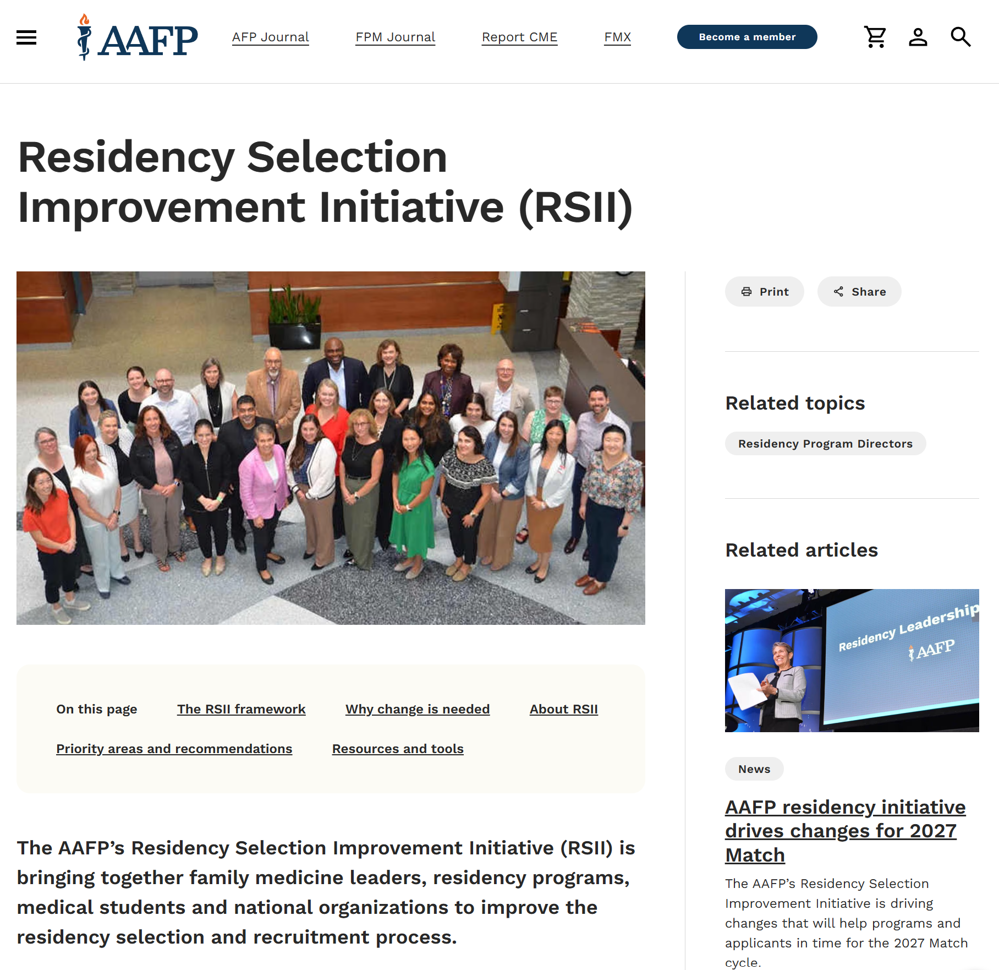 AAFP
AFP Journal
FPM Journal
Report CME
FMX
Become a member
Residency Selection
Improvement Initiative (RSII)
Print
Share
Related topics
Residency Program Directors
Related articles
Residency Leadership
AAFP
On this page
The RSII framework
Why change is needed
About RSII
Priority areas and recommendations
Resources and tools
News
AAFP residency initiative
drives changes for 2027
Match
The AAFP’s Residency Selection
Improvement Initiative is driving
changes that will help programs and
applicants in time for the 2027 Match
cycle.
The AAFP’s Residency Selection Improvement Initiative (RSII) is
bringing together family medicine leaders, residency programs,
medical students and national organizations to improve the
residency selection and recruitment process.